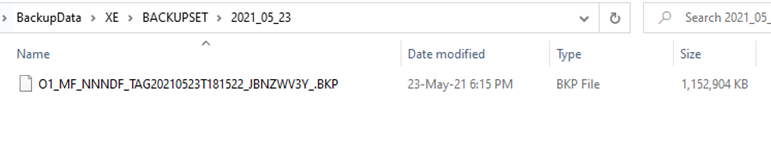 BackupData > XE > BACKUPSET > 2021_05_23
Search 2021_05_
Name Date modified Type Size
O1_MF_NNNDF_TAG20210523T181522_JBNZWV3Y_.BKP 23-May-21 6:15 PM BKP File 1,152,904 KB